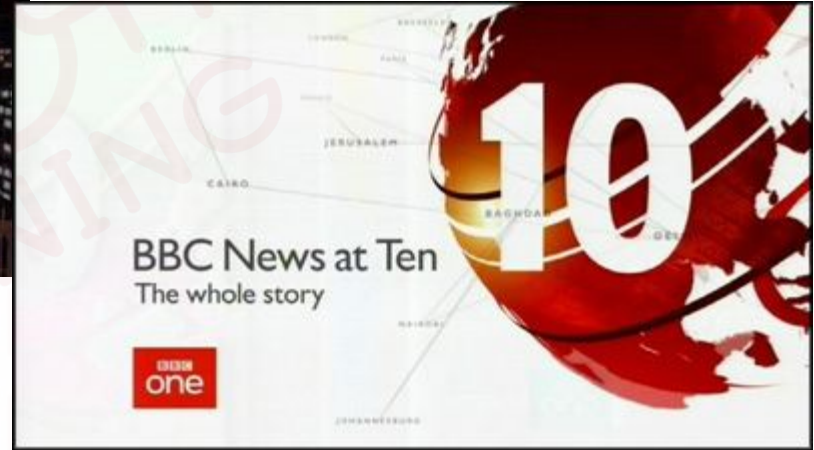 BRUSSELS
BERLIN
LONDON
PARIS
JERUSALEM
CAIRO
10
BAGHDAD
BBC News at Ten
The whole story
NAIROBI
BBC
one
JOHANNESBURG
NING